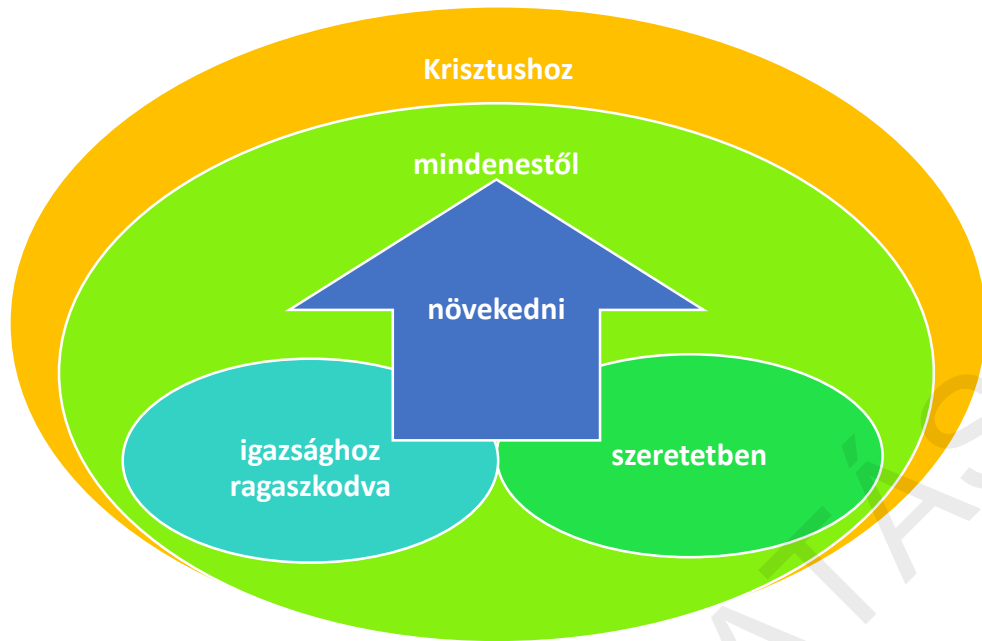 Krisztushoz
mindenestől
növekedni
igazsághoz
ragaszkodva
szeretetben